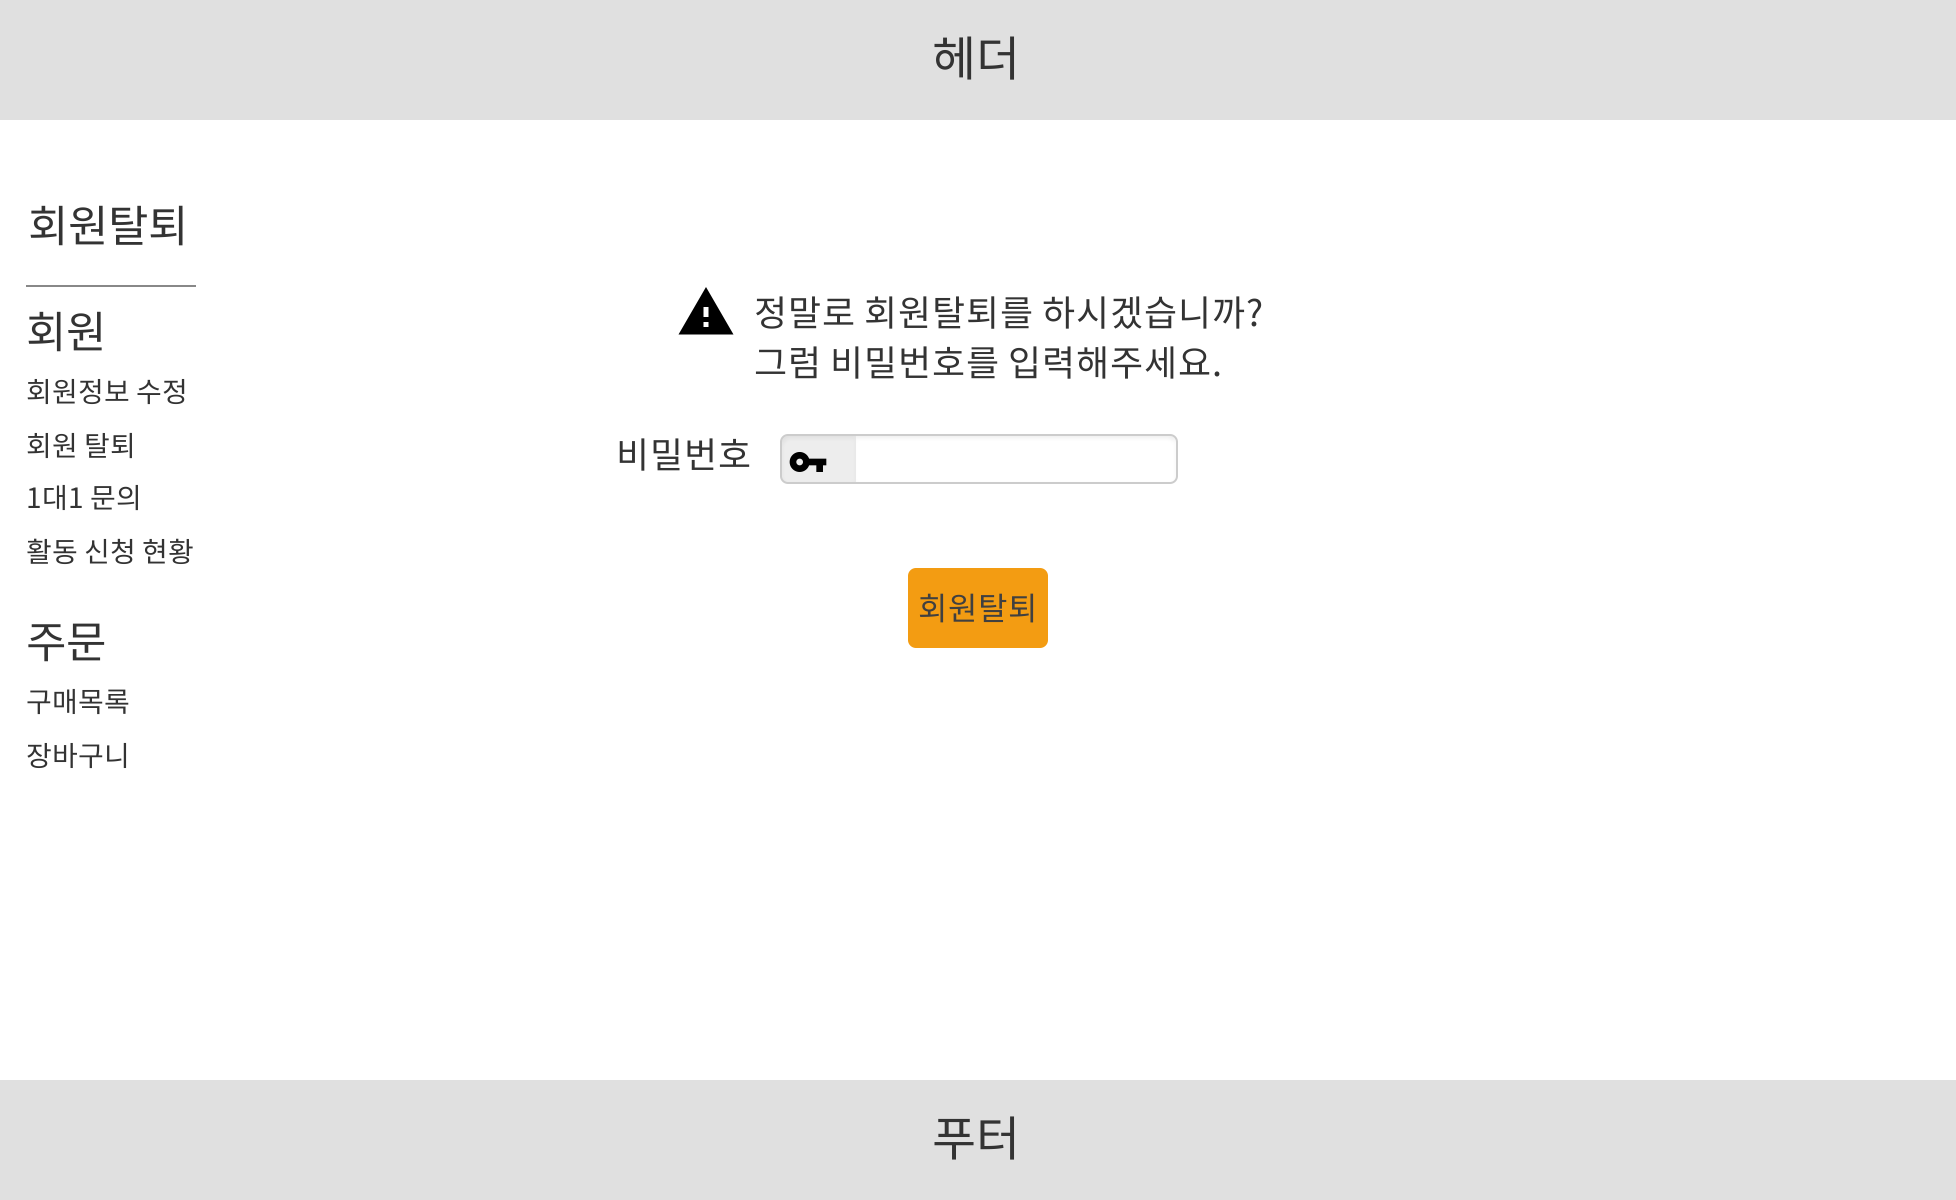 헤더
회원탈퇴
회원
회원정보 수정
회원 탈퇴
1대1 문의
활동 신청 현황
주문
구매목록
장바구니
정말로 회원탈퇴를 하시겠습니까?
그럼 비밀번호를 입력해주세요.
비밀번호
회원탈퇴
푸터